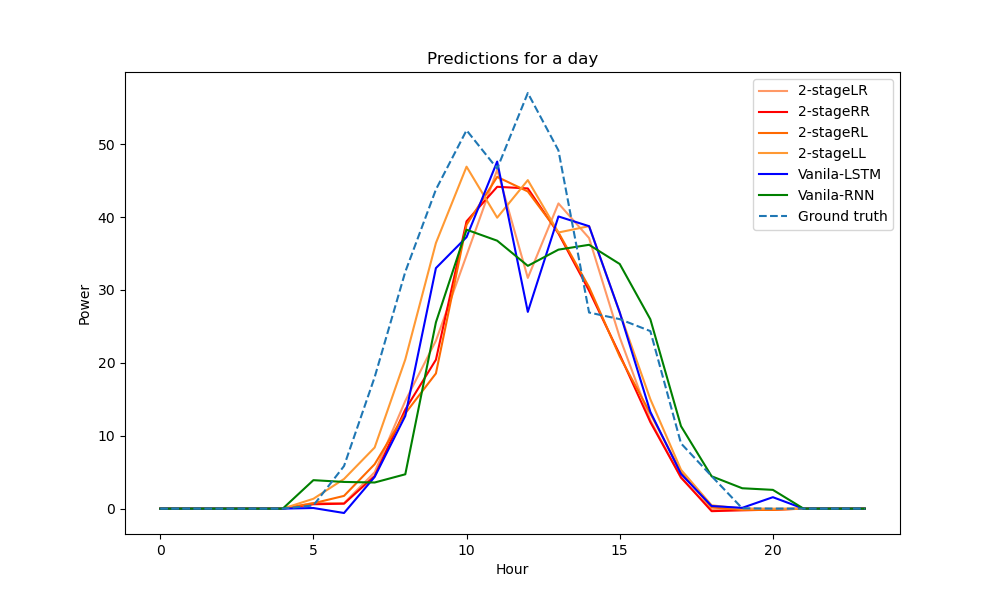 Predictions for a day
2-stageLR
2-stageRR
2-stageRL
2-stageLL
Vanila-LSTM
Vanila-RNN
Ground truth
50
40
30
20
10
0
Power
0 5 10 15 20
Hour